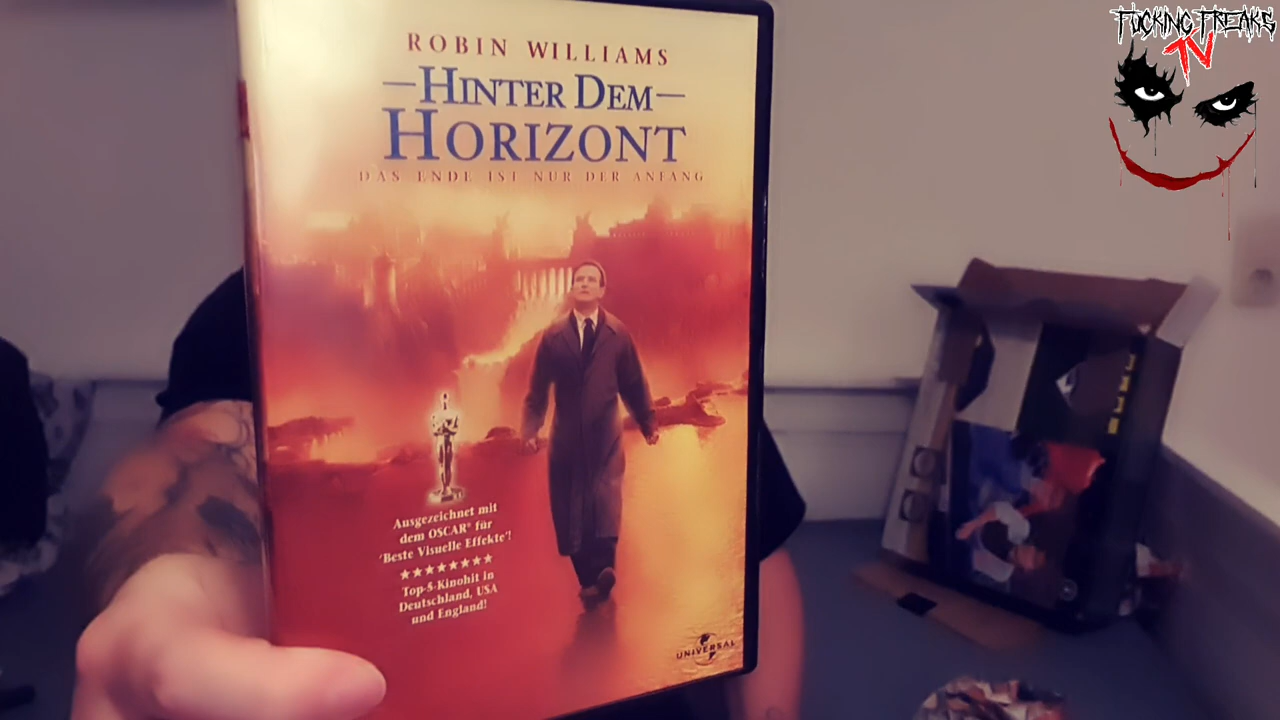 FUCKING FREAKS
TV
ROBIN WILLIAMS
HINTER DEM
HORIZONT
DAS ENDE IST NUR DER ANFANG
Ausgezeichnet mit
dem OSCAR® für
'Beste Visuelle Effekte'!
Top-5-Kinohit in
Deutschland, USA
und England!
UNIVERSAL